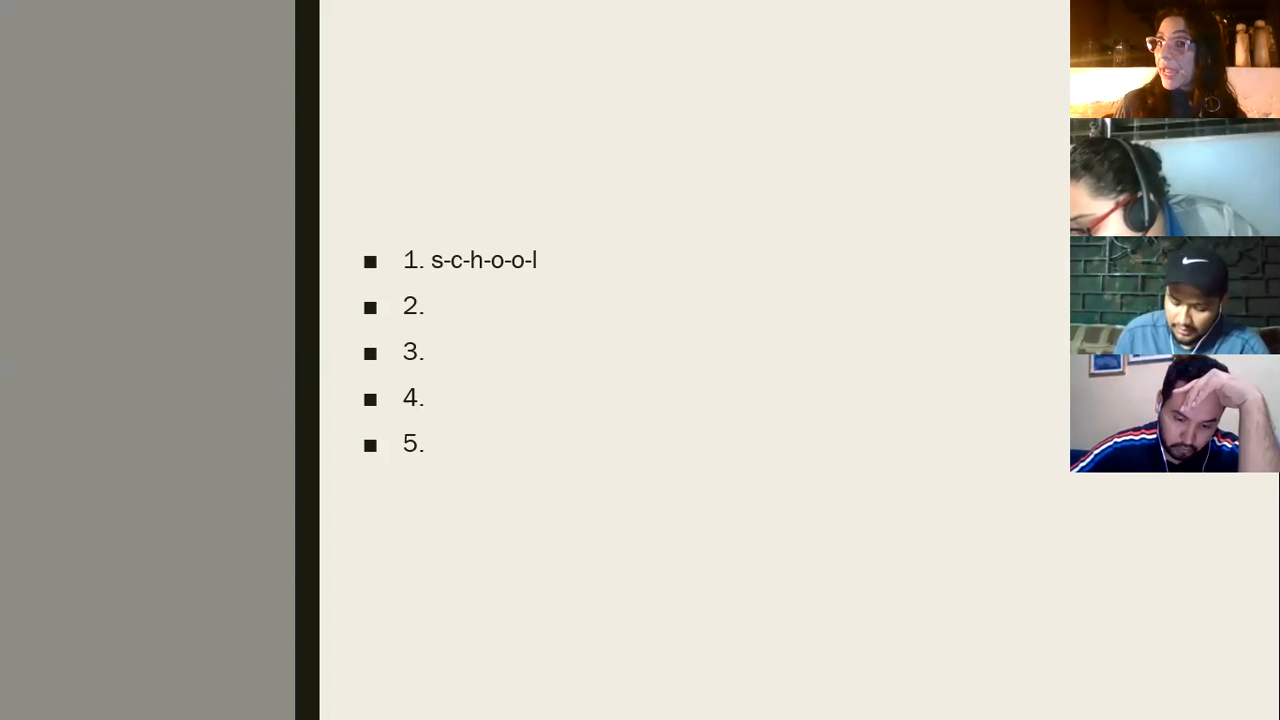 ■ 1. s-c-h-o-o-l
■ 2.
■ 3.
■ 4.
■ 5.